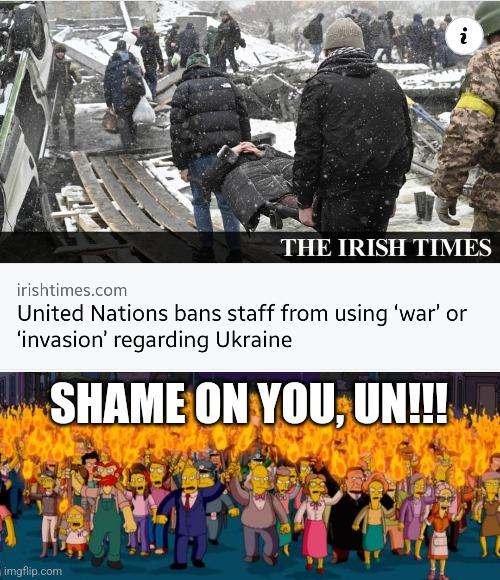 i
THE IRISH TIMES
irishtimes.com
United Nations bans staff from using ‘war’ or
‘invasion’ regarding Ukraine
SHAME ON YOU, UN!!!
imgflip.com